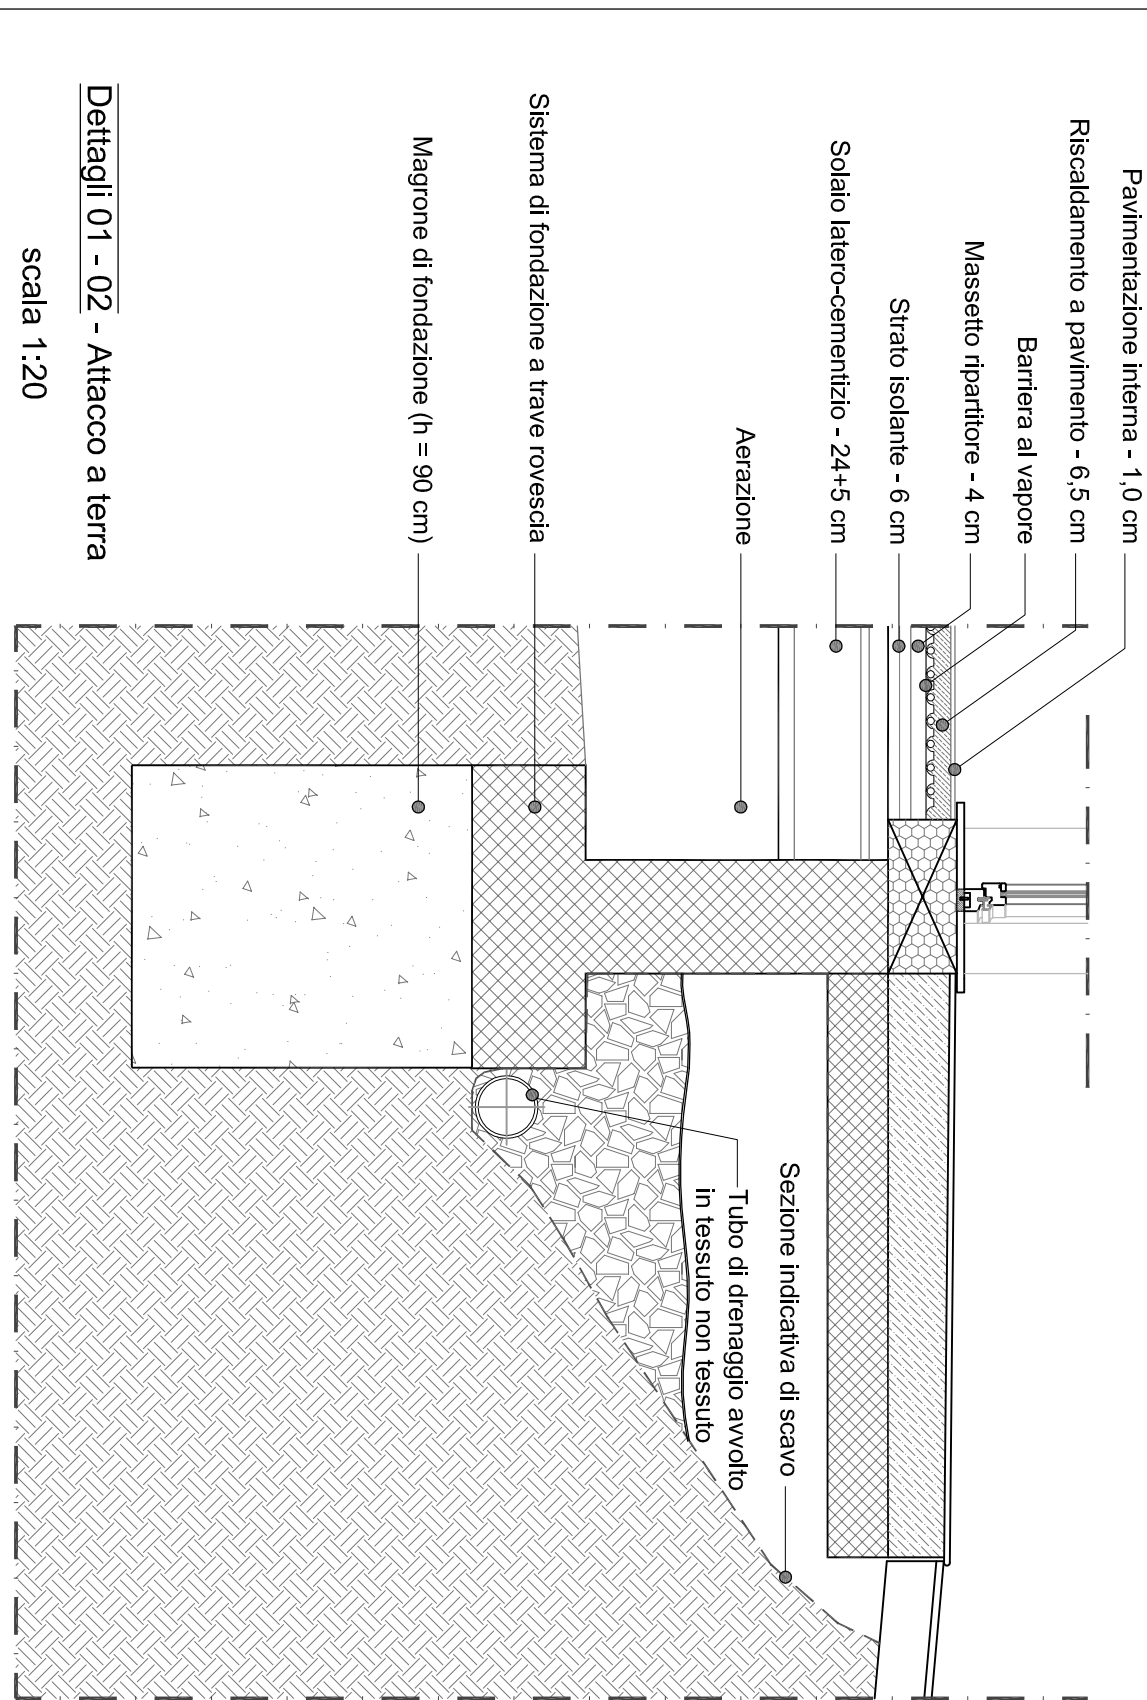 Pavimentazione interna - 1,0 cm
Riscaldamento a pavimento - 6,5 cm
Barriera al vapore
Massetto ripartitore - 4 cm
Strato isolante - 6 cm
Solaio latero-cementizio - 24+5 cm
Aerazione
Sistema di fondazione a trave rovescia
Magrone di fondazione (h = 90 cm)
Sezione indicativa di scavo
Tubo di drenaggio avvolto
in tessuto non tessuto
Dettagli 01 - 02 - Attacco a terra
scala 1:20